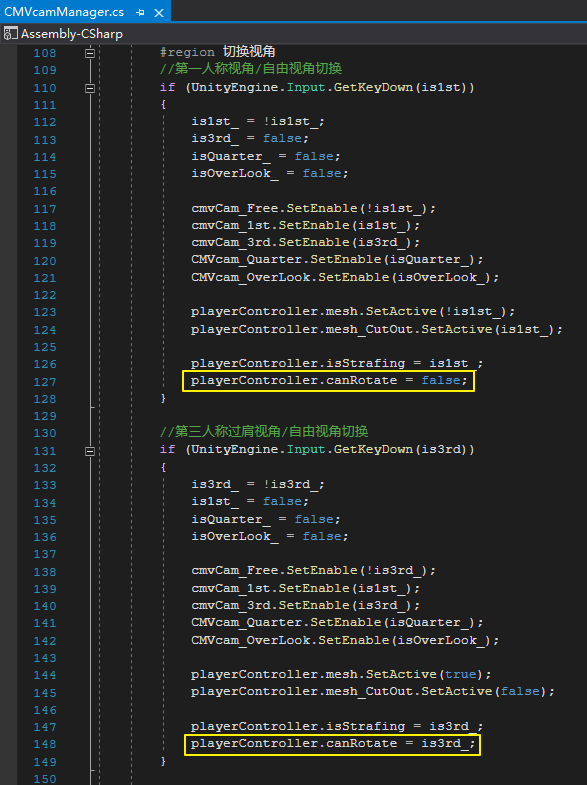 CMVcamManager.cs
Assembly-CSharp
108 #region 切换视角
109 //第一人称视角/自由视角切换
110 if (UnityEngine.Input.GetKeyDown(is1st))
111 {
112 is1st_ = !is1st_;
113 is3rd_ = false;
114 isQuarter_ = false;
115 isOverLook_ = false;
116
117 cmvCam_Free.SetEnable(!is1st_);
118 cmvCam_1st.SetEnable(is1st_);
119 cmvCam_3rd.SetEnable(is3rd_);
120 CMVcam_Quarter.SetEnable(isQuarter_);
121 CMVcam_OverLook.SetEnable(isOverLook_);
122
123 playerController.mesh.SetActive(!is1st_);
124 playerController.mesh_CutOut.SetActive(is1st_);
125
126 playerController.isStrafing = is1st_;
127 playerController.canRotate = false;
128 }
129
130 //第三人称过肩视角/自由视角切换
131 if (UnityEngine.Input.GetKeyDown(is3rd))
132 {
133 is3rd_ = !is3rd_;
134 is1st_ = false;
135 isQuarter_ = false;
136 isOverLook_ = false;
137
138 cmvCam_Free.SetEnable(!is3rd_);
139 cmvCam_1st.SetEnable(is1st_);
140 cmvCam_3rd.SetEnable(is3rd_);
141 CMVcam_Quarter.SetEnable(isQuarter_);
142 CMVcam_OverLook.SetEnable(isOverLook_);
143
144 playerController.mesh.SetActive(true);
145 playerController.mesh_CutOut.SetActive(false);
146
147 playerController.isStrafing = is3rd_;
148 playerController.canRotate = is3rd_;
149 }
150